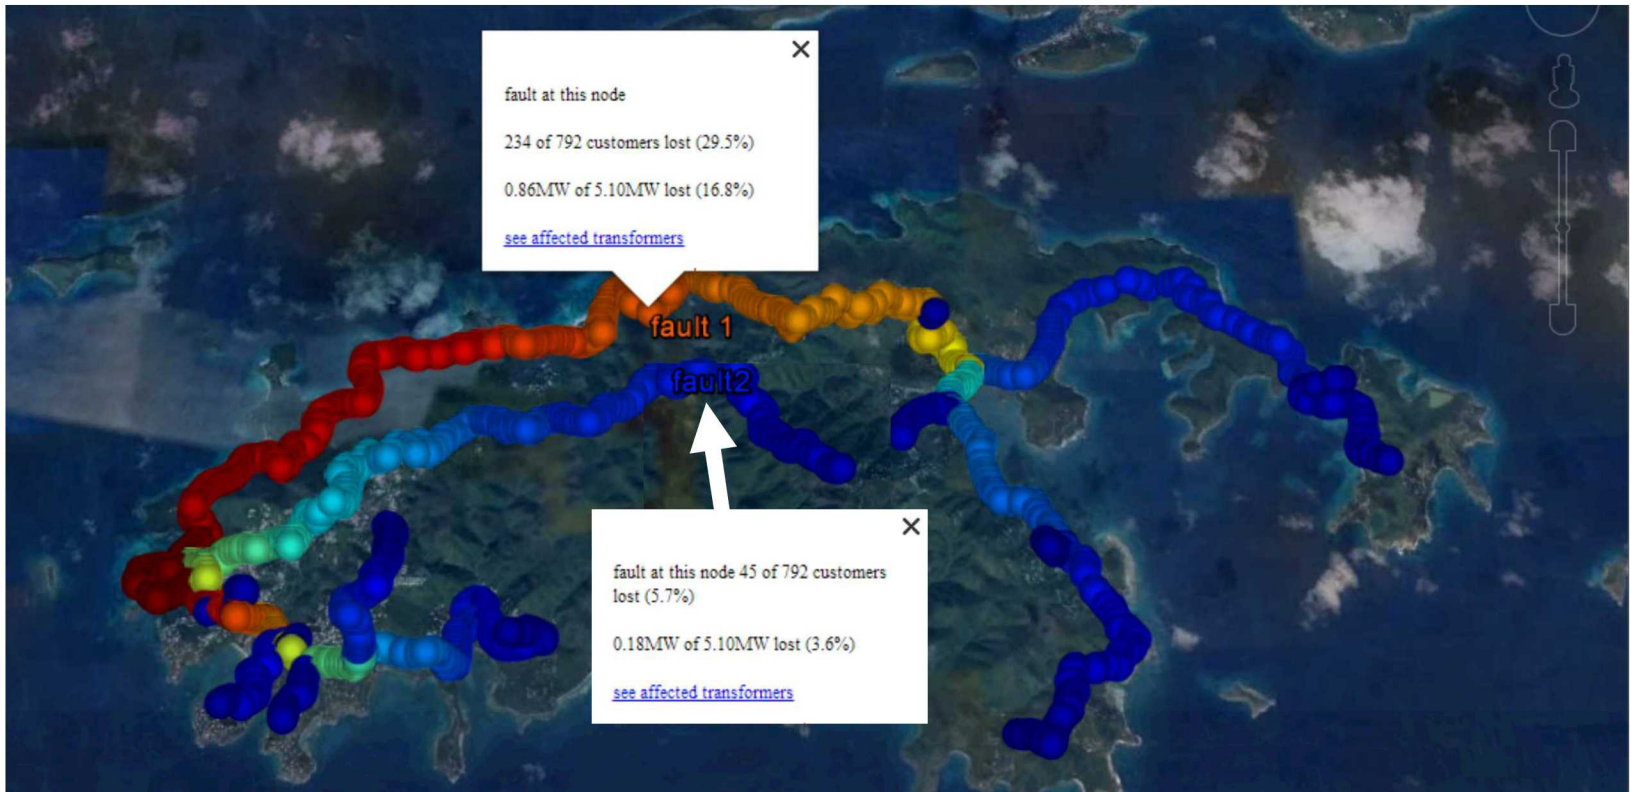 fault at this node
234 of 792 customers lost (29.5%)
0.86MW of 5.10MW lost (16.8%)
see affected transformers
fault 1
fault2
fault at this node 45 of 792 customers
lost (5.7%)
0.18MW of 5.10MW lost (3.6%)
see affected transformers